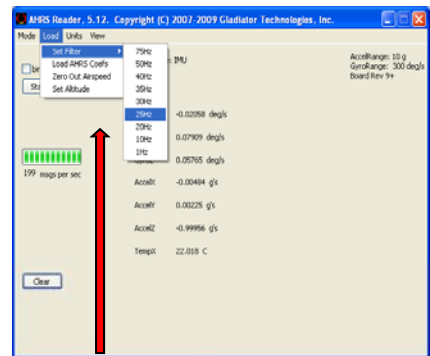 AHRS Reader, 5.12. Copyright (C) 2007-2009 Gladiator Technologies, Inc.
Mode Load Units View
Set Filter
Load AHRS Coefs
Zero Out Airspeed
Set Altitude
75Hz
50Hz
40Hz
35Hz
30Hz
25Hz
20Hz
10Hz
1Hz
: IMU
AccelRange: 10 g
GyroRange: 300 deg/s
Board Rev 9+
-0.02058 deg/s
0.07909 deg/s
0.05765 deg/s
199 msgs per sec
AccelX -0.00484 g's
AccelY 0.00225 g's
AccelZ -0.99956 g's
TempX 22.018 C
Clear